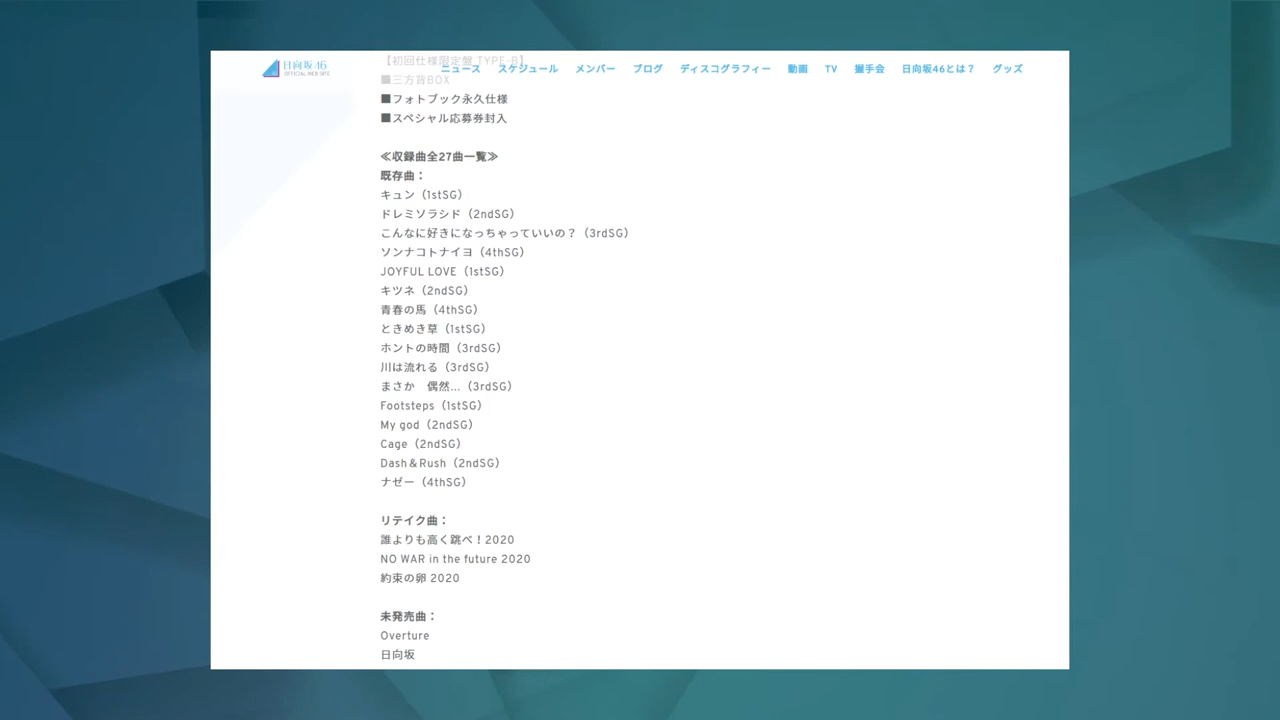 日向坂46
OFFICIAL WEB SITE
ニュース スケジュール メンバー ブログ ディスコグラフィー 動画 TV 握手会 日向坂46とは？ グッズ
【初回仕様限定盤 TYPE-B】
■三方背BOX
■フォトブック永久仕様
■スペシャル応募券封入
≪収録曲全27曲一覧≫
既存曲：
キュン（1stSG）
ドレミソラシド（2ndSG）
こんなに好きになっちゃっていいの？（3rdSG）
ソンナコトナイヨ（4thSG）
JOYFUL LOVE（1stSG）
キツネ（2ndSG）
青春の馬（4thSG）
ときめき草（1stSG）
ホントの時間（3rdSG）
川は流れる（3rdSG）
まさか　偶然…（3rdSG）
Footsteps（1stSG）
My god（2ndSG）
Cage（2ndSG）
Dash＆Rush（2ndSG）
ナゼー（4thSG）
リテイク曲：
誰よりも高く跳べ！2020
NO WAR in the future 2020
約束の卵 2020
未発売曲：
Overture
日向坂